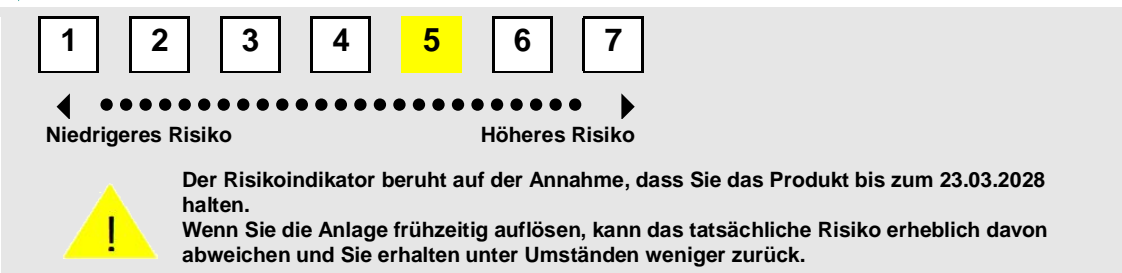 1 2 3 4 5 6 7
Niedrigeres Risiko Höheres Risiko
Der Risikoindikator beruht auf der Annahme, dass Sie das Produkt bis zum 23.03.2028
halten.
Wenn Sie die Anlage frühzeitig auflösen, kann das tatsächliche Risiko erheblich davon
abweichen und Sie erhalten unter Umständen weniger zurück.
!